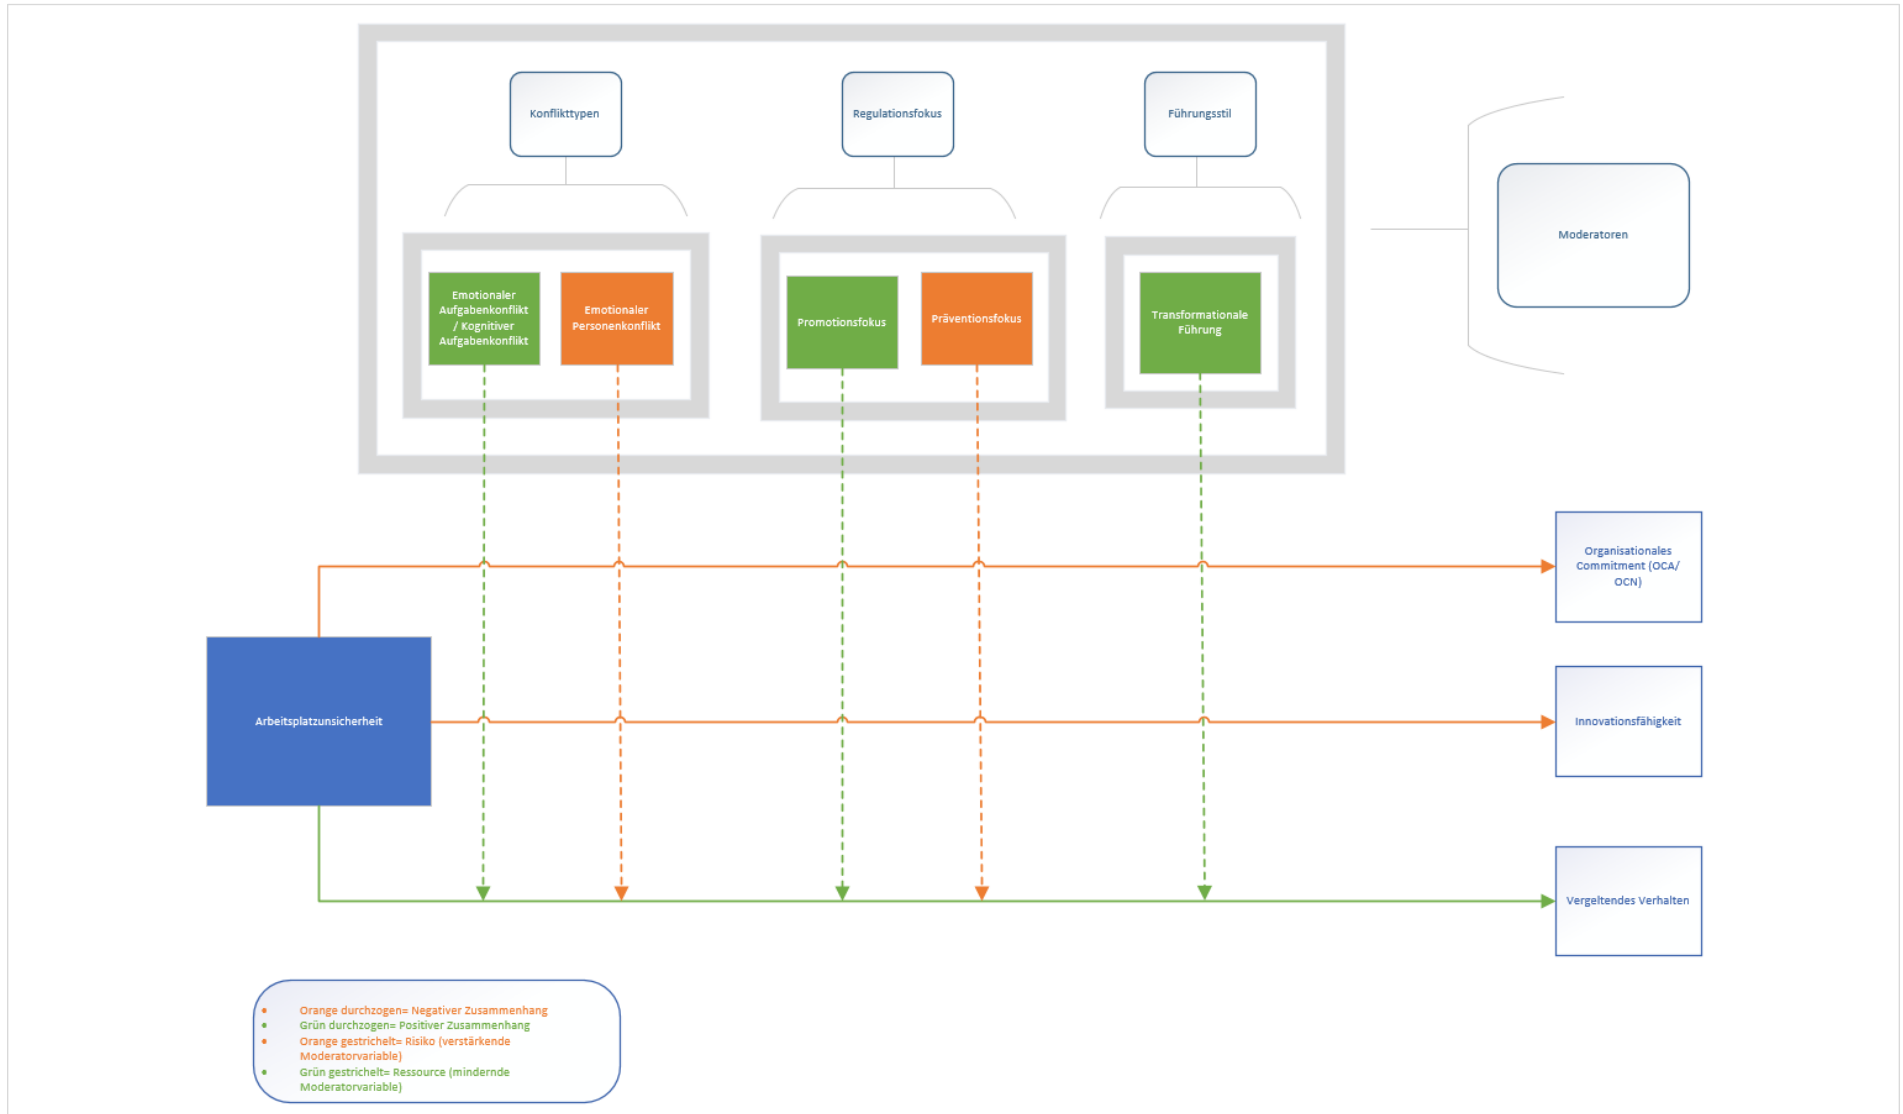 Konflikttypen
Regulationsfokus
Führungsstil
Moderatoren
Emotionaler
Aufgabenkonflikt
/ Kognitiver
Aufgabenkonflikt
Emotionaler
Personenkonflikt
Promotionsfokus
Präventionsfokus
Transformationale
Führung
Organisationales
Commitment (OCA/
OCN)
Arbeitsplatzunsicherheit
Innovationsfähigkeit
Vergeltendes Verhalten
• Orange durchzogen= Negativer Zusammenhang
• Grün durchzogen= Positiver Zusammenhang
• Orange gestrichelt= Risiko (verstärkende
Moderatorvariable)
• Grün gestrichelt= Ressource (mindernde
Moderatorvariable)